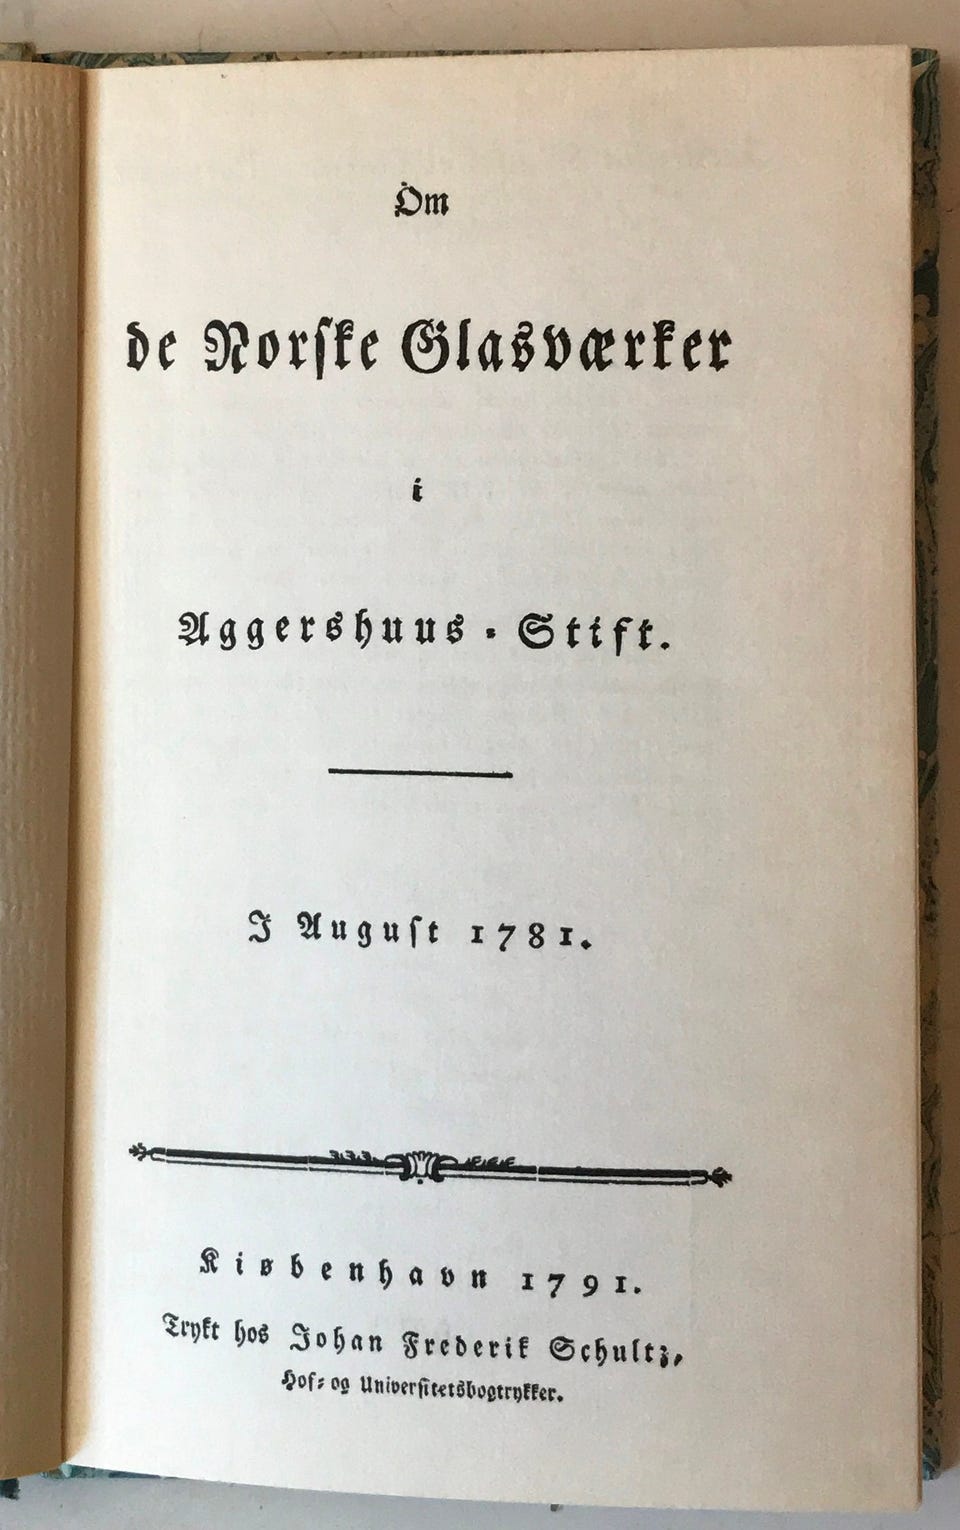 Om
de Norske Glasværker
i
Aggershuus-Stift.
I August 1781.
Kiøbenhavn 1791.
Trykt hos Johan Frederik Schultz,
Hof- og Universitetsbogtrykker.